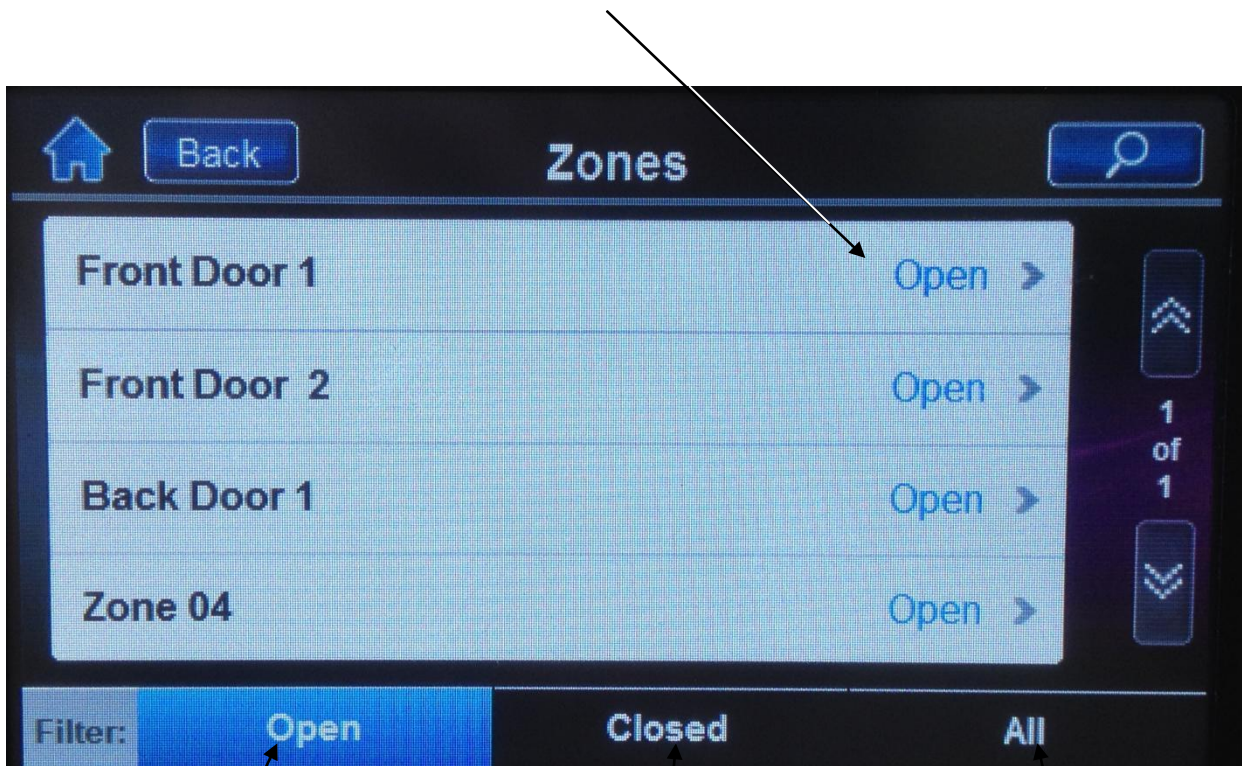 Back
Zones
Front Door 1 Open
Front Door 2 Open
Back Door 1 Open
Zone 04 Open
1
of
1
Filter: Open Closed All